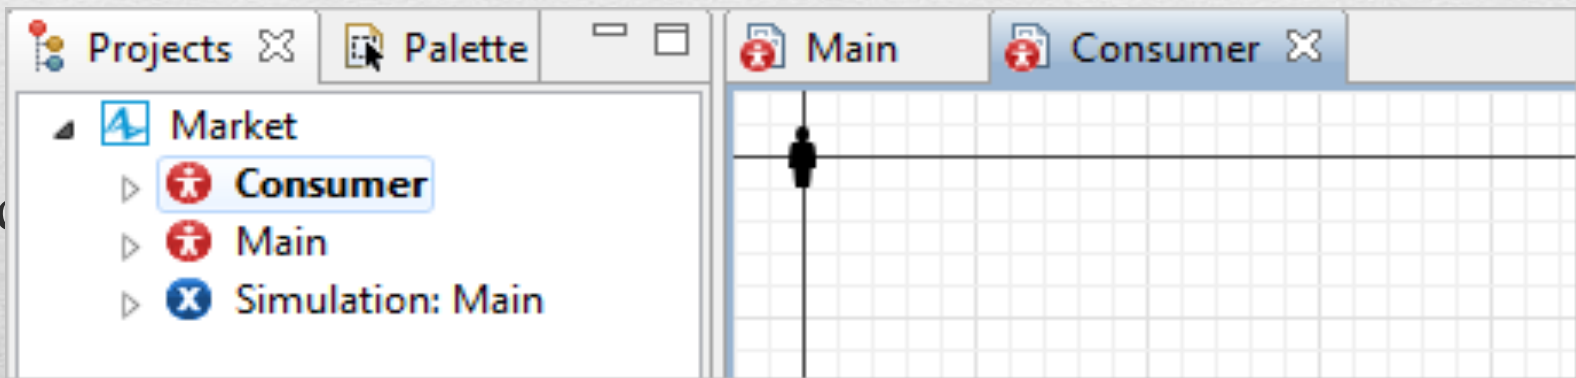 Projects Palette Main Consumer
Market
Consumer
Main
Simulation: Main